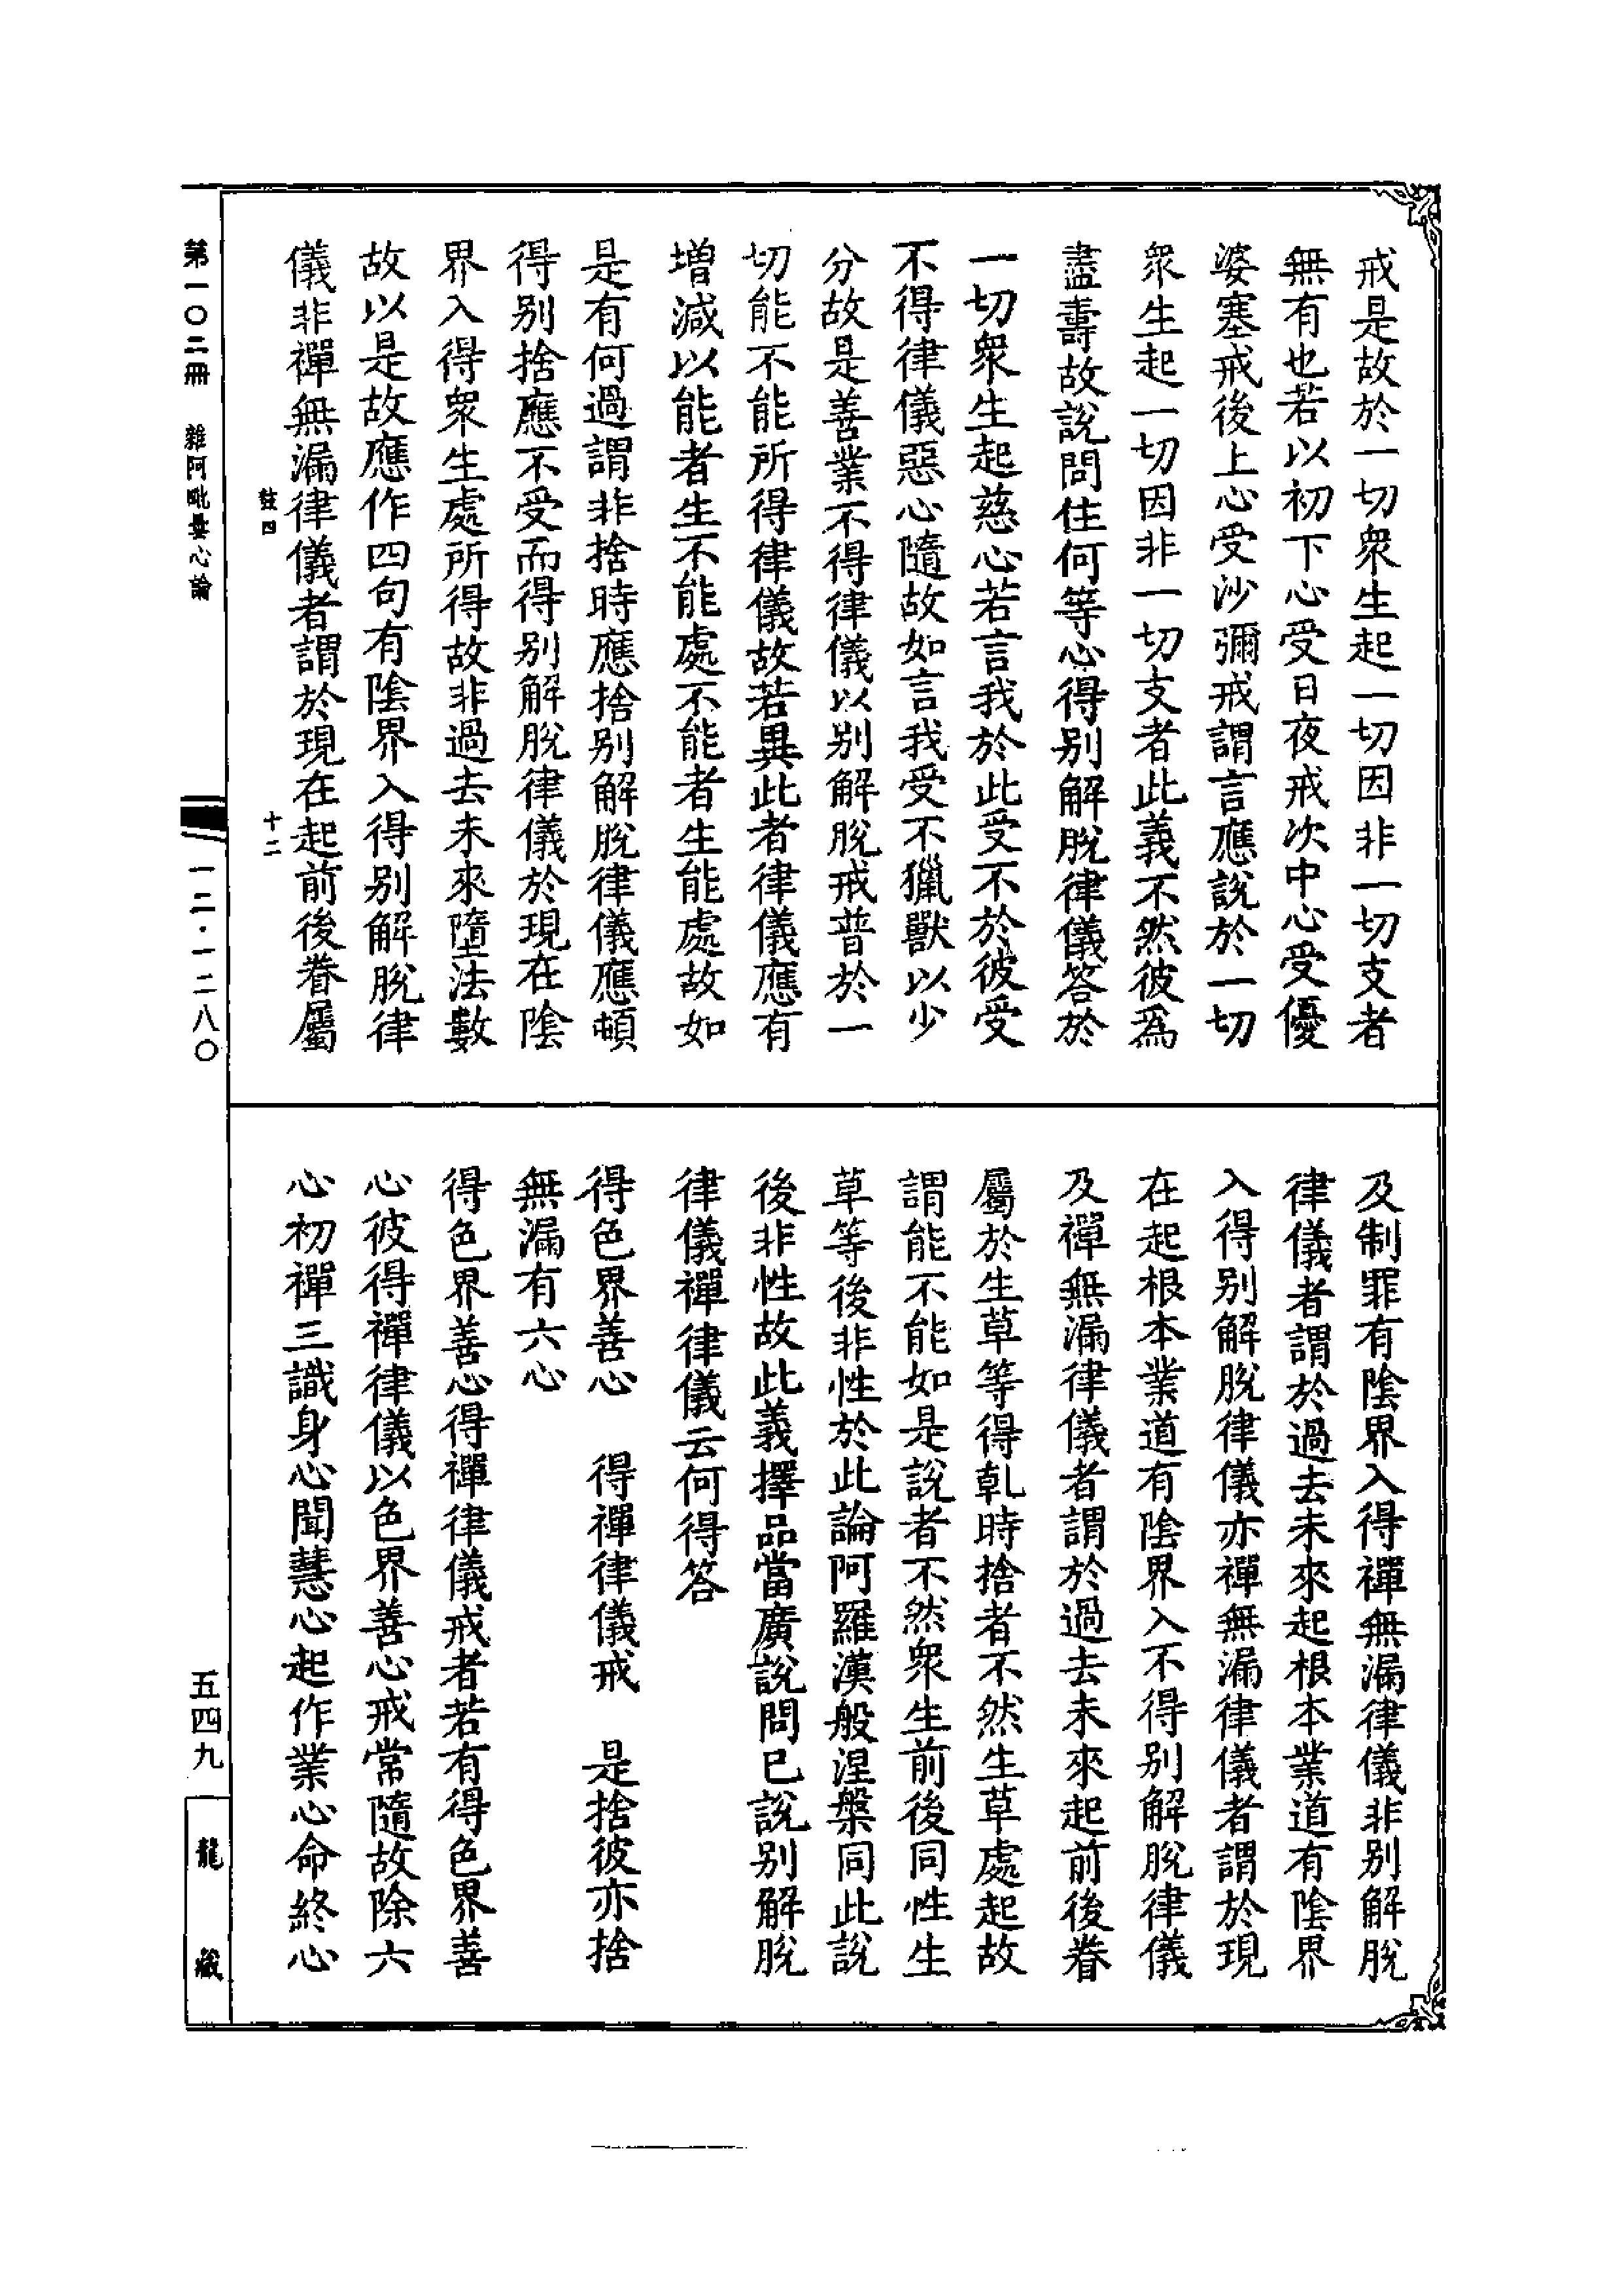 戒是故於一切衆生起一切因非一切支者
無有也若以初下心受日夜戒次中心受優
婆塞戒後上心受沙彌戒謂言應說於一切
衆生起一切因非一切支者此義不然彼爲
盡壽故說問住何等心得别解脫律儀答於
一切衆生起慈心若言我於此受不於彼受
不得律儀惡心隨故如言我受不獵獸以少
分故是善業不得律儀以别解脫戒普於一
切能不能所得律儀故若異此者律儀應有
增減以能者生不能處不能者生能處故如
是有何過謂非捨時應捨别解脫律儀應頓
得别捨應不受而得别解脫律儀於現在陰
界入得衆生處所得故非過去未來墮法數
故以是故應作四句有陰界入得别解脫律
儀非禪無漏律儀者謂於現在起前後眷屬
及制罪有陰界入得禪無漏律儀非别解脫
律儀者謂於過去未來起根本業道有陰界
入得别解脫律儀亦禪無漏律儀者謂於現
在起根本業道有陰界入不得别解脫律儀
及禪無漏律儀者謂於過去未來起前後眷
屬於生草等得乹時捨者不然生草處起故
謂能不能如是說者不然衆生前後同性生
草等後非性於此論阿羅漢般涅槃同此說
後非性故此義擇品當廣說問已說别解脫
律儀禪律儀云何得答
得色界善心　得禪律儀戒　是捨彼亦捨
無漏有六心
得色界善心得禪律儀戒者若有得色界善
心彼得禪律儀以色界善心戒常隨故除六
心初禪三識身心聞慧心起作業心命終心
四
十二
第一〇二冊　雜阿毗曇心論
一二·一二八〇
五四九
龍藏